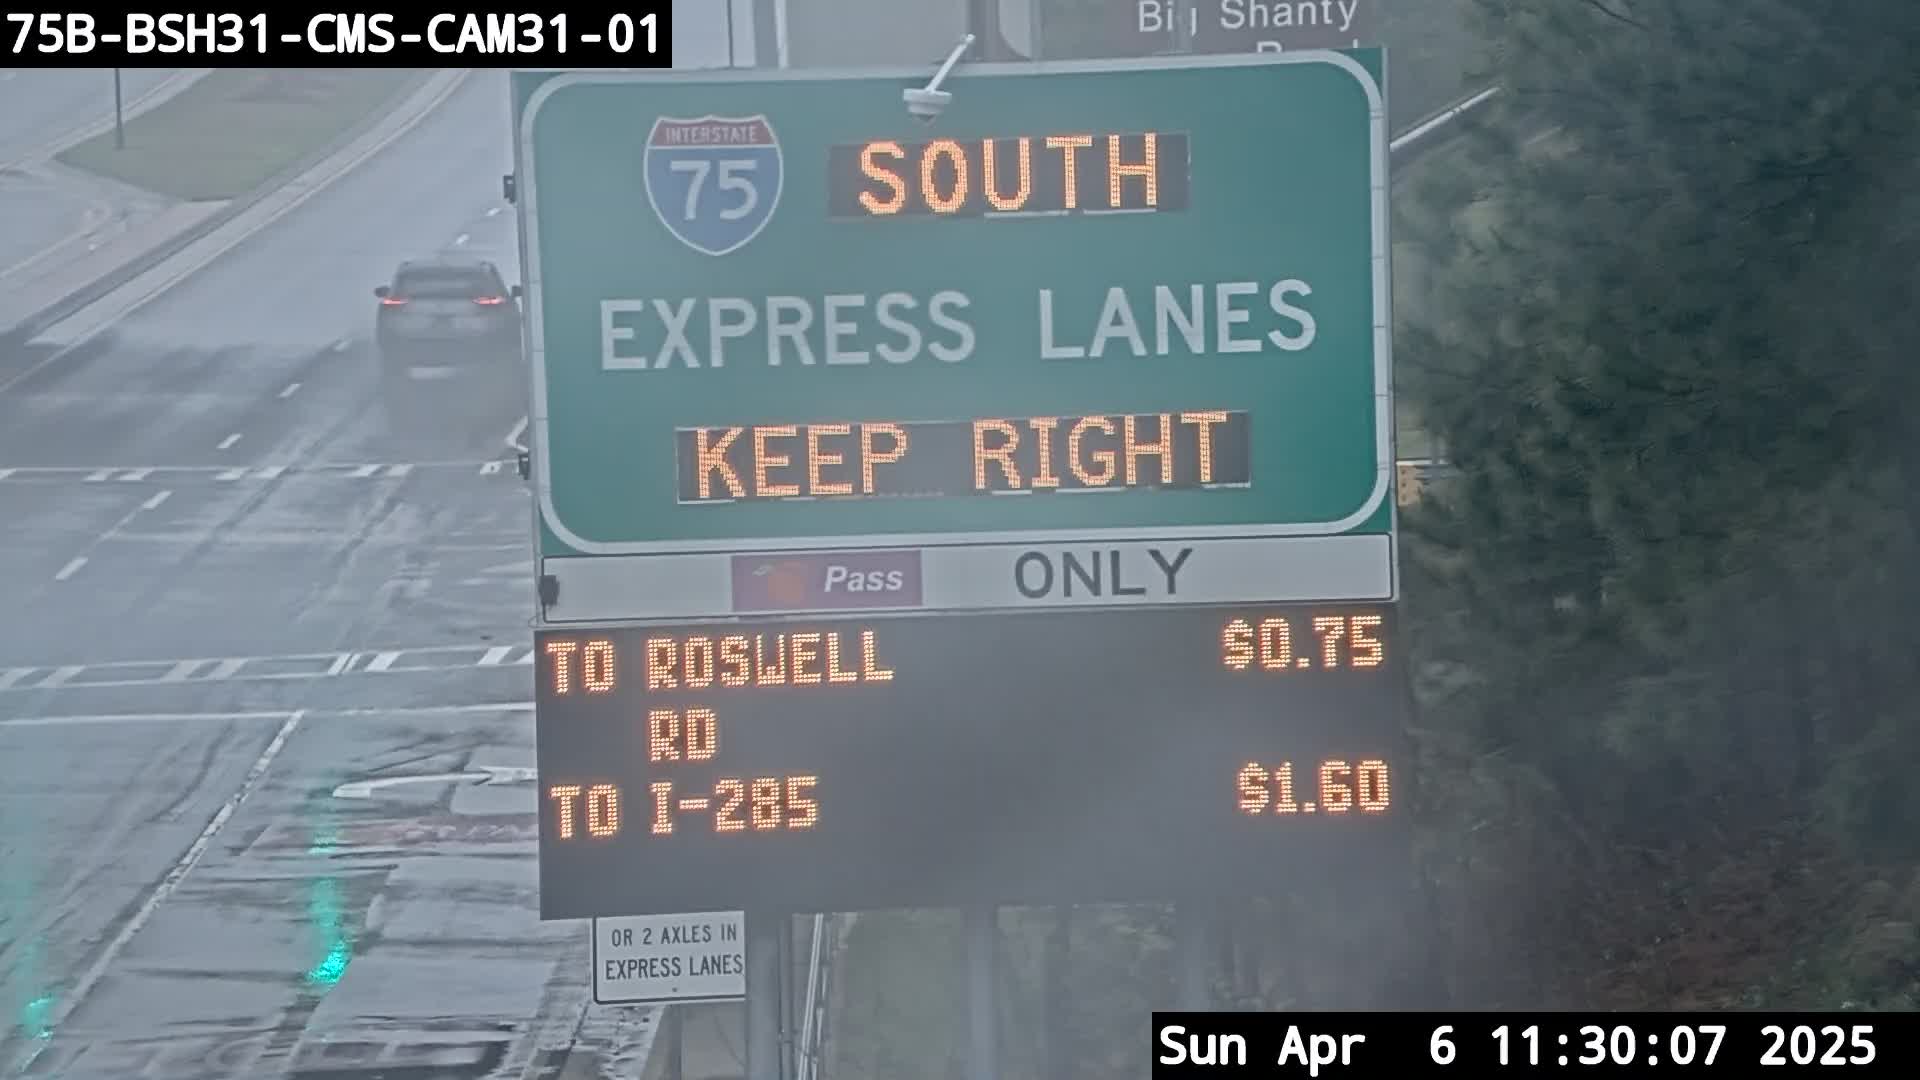 75B-BSH31-CMS-CAM31-01
Shanty
INTERSTATE
75
SOUTH
EXPRESS LANES
KEEP RIGHT
Pass ONLY
TO ROSWELL $0.75
RD
TO I-285 $1.60
OR 2 AXLES IN
EXPRESS LANES
Sun Apr 6 11:30:07 2025